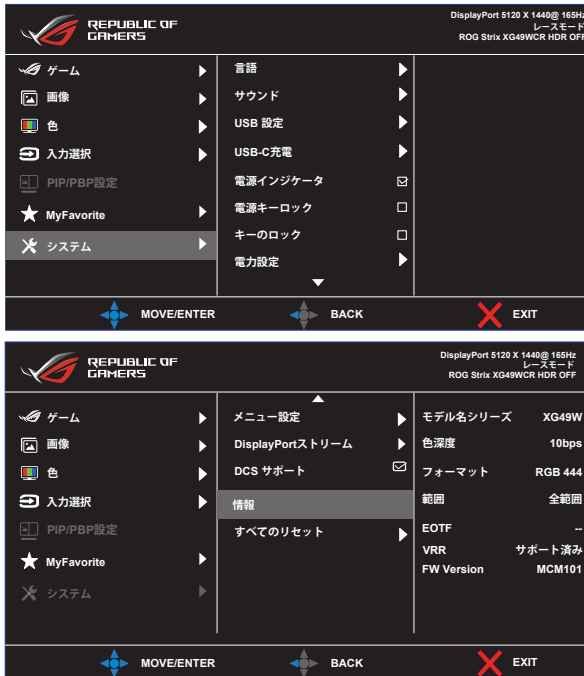 REPUBLIC OF
GAMERS
DisplayPort 5120 X 1440@ 165Hz
レースモード
ROG Strix XG49WCR HDR OFF
ゲーム
画像
色
入力選択
PIP/PBP設定
MyFavorite
システム
言語
サウンド
USB 設定
USB-C充電
電源インジケータ
電源キーロック
キーのロック
電力設定
MOVE/ENTER
BACK
EXIT
REPUBLIC OF
GAMERS
DisplayPort 5120 X 1440@ 165Hz
レースモード
ROG Strix XG49WCR HDR OFF
ゲーム
画像
色
入力選択
PIP/PBP設定
MyFavorite
システム
メニュー設定
DisplayPortストリーム
DCS サポート
情報
すべてのリセット
モデル名シリーズ XG49W
色深度 10bps
フォーマット RGB 444
範囲 全範囲
EOTF --
VRR サポート済み
FW Version MCM101
MOVE/ENTER
BACK
EXIT